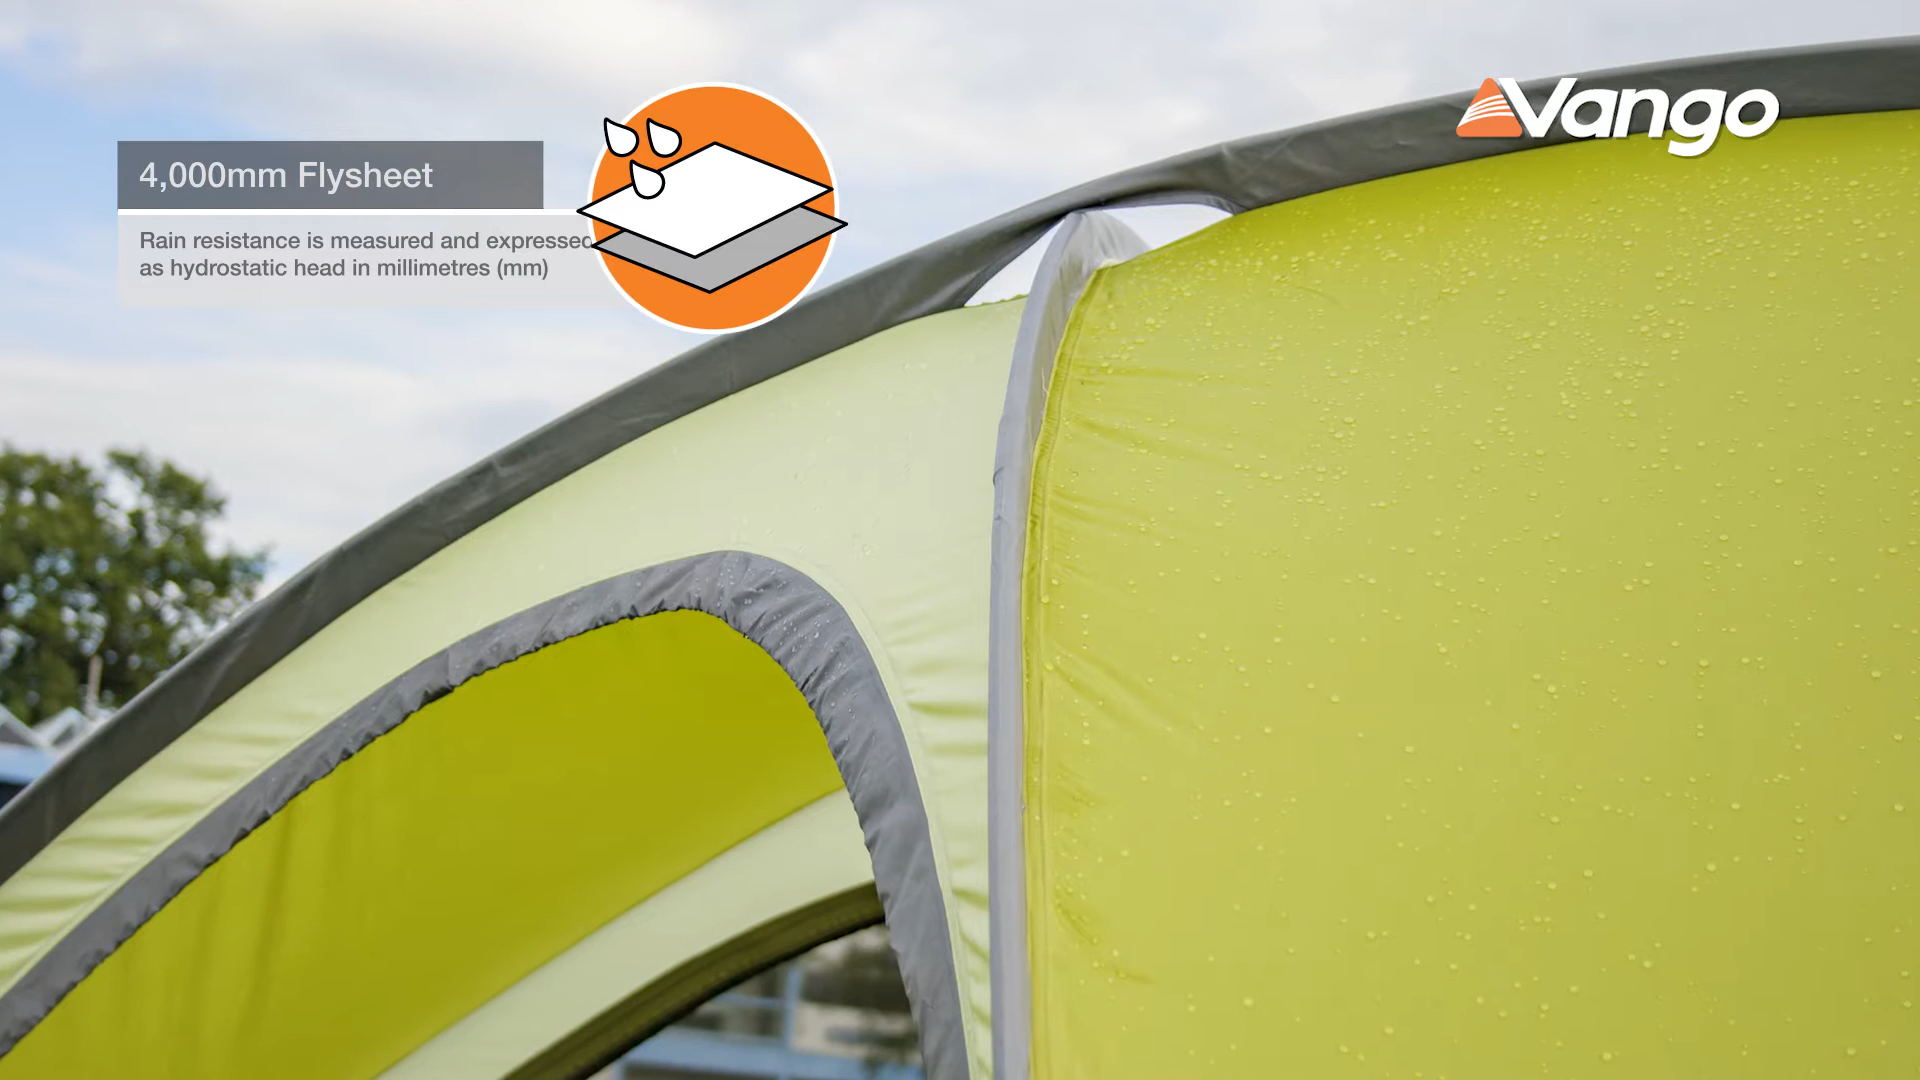 4,000mm Flysheet
Rain resistance is measured and expressed
as hydrostatic head in millimetres (mm)
Vango